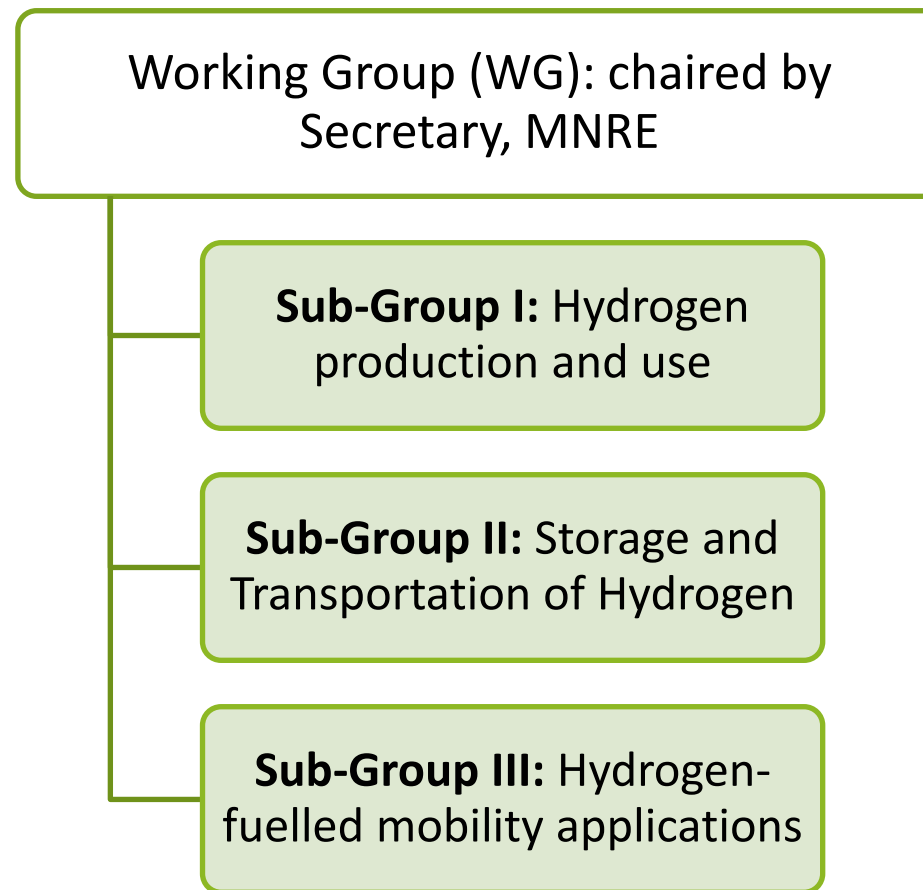 Working Group (WG): chaired by
Secretary, MNRE
Sub-Group I: Hydrogen
production and use
Sub-Group II: Storage and
Transportation of Hydrogen
Sub-Group III: Hydrogen-
fuelled mobility applications